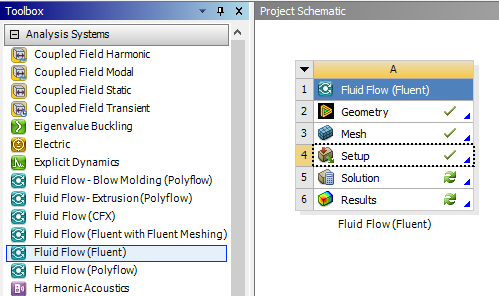 Toolbox
Analysis Systems
Coupled Field Harmonic
Coupled Field Modal
Coupled Field Static
Coupled Field Transient
Eigenvalue Buckling
Electric
Explicit Dynamics
Fluid Flow - Blow Molding (Polyflow)
Fluid Flow - Extrusion (Polyflow)
Fluid Flow (CFX)
Fluid Flow (Fluent with Fluent Meshing)
Fluid Flow (Fluent)
Fluid Flow (Polyflow)
Harmonic Acoustics
Project Schematic
A
1 Fluid Flow (Fluent)
2 Geometry
3 Mesh
4 Setup
5 Solution
6 Results
Fluid Flow (Fluent)